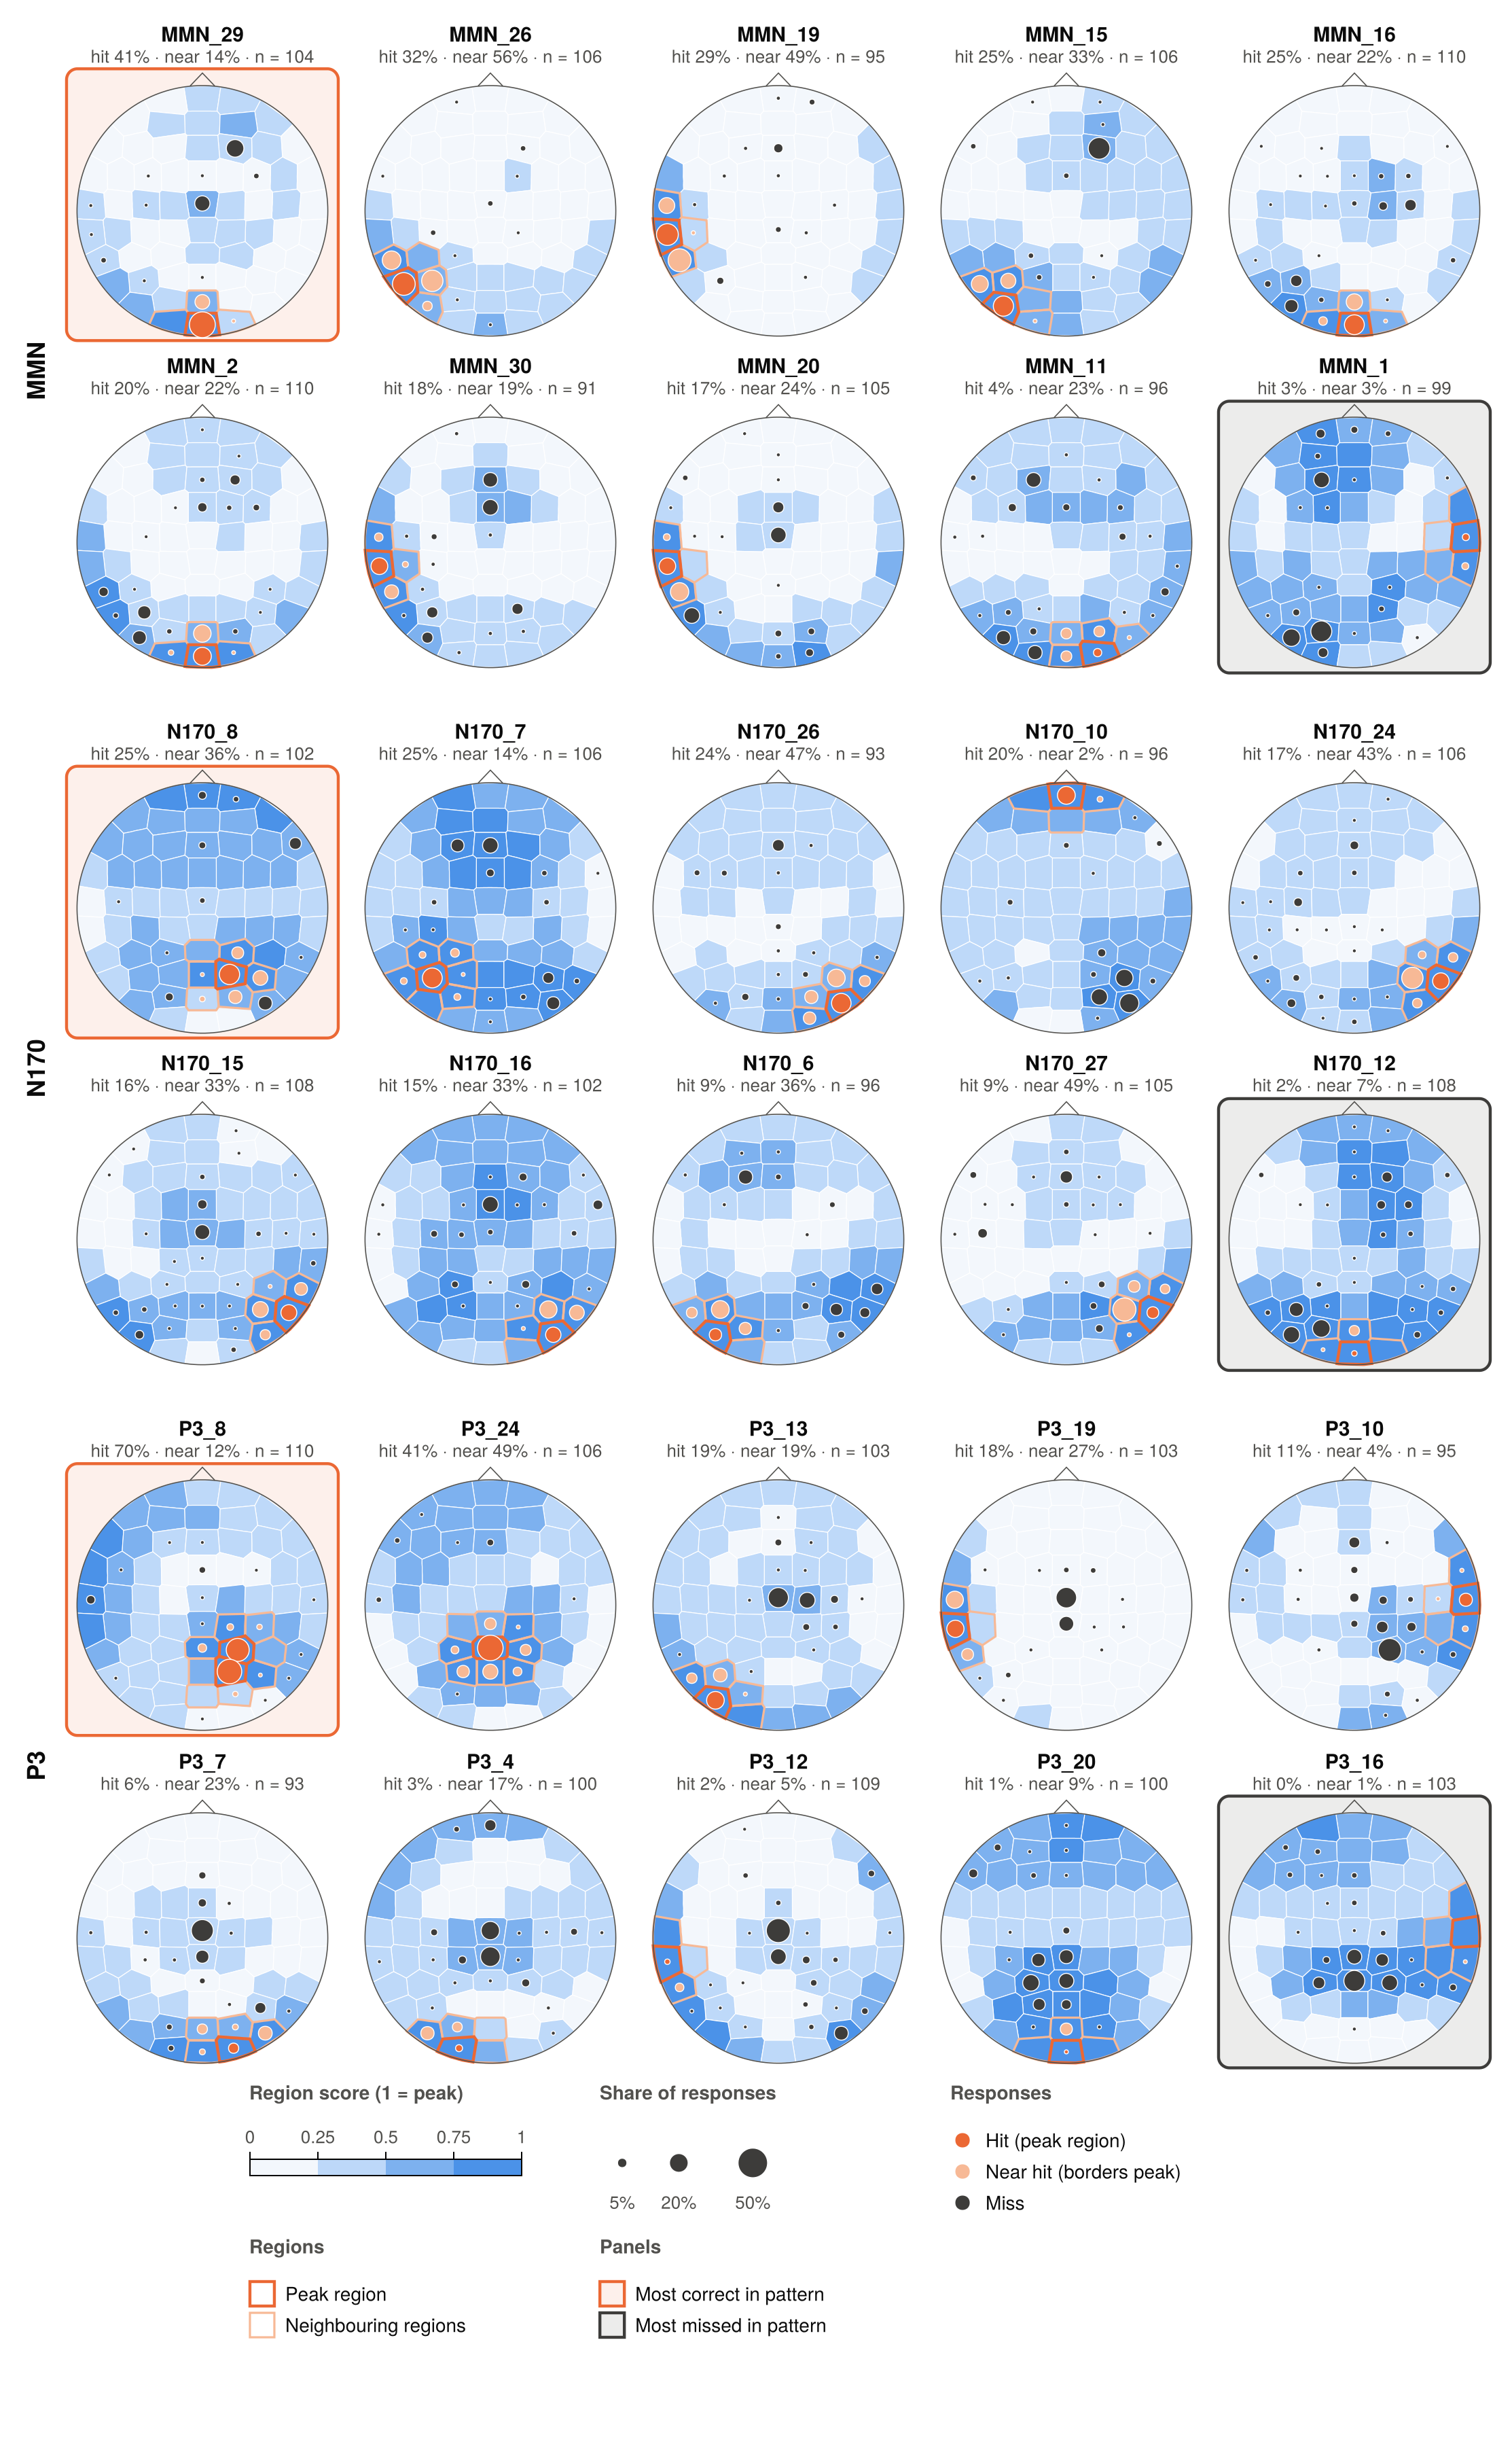 MMN_29 MMN_26 MMN_19 MMN_15 MMN_16
hit 41% · near 14% · n = 104 hit 32% · near 56% · n = 106 hit 29% · near 49% · n = 95 hit 25% · near 33% · n = 106 hit 25% · near 22% · n = 110
MMN
MMN_2 MMN_30 MMN_20 MMN_11 MMN_1
hit 20% · near 22% · n = 110 hit 18% · near 19% · n = 91 hit 17% · near 24% · n = 105 hit 4% · near 23% · n = 96 hit 3% · near 3% · n = 99
N170_8 N170_7 N170_26 N170_10 N170_24
hit 25% · near 36% · n = 102 hit 25% · near 14% · n = 106 hit 24% · near 47% · n = 93 hit 20% · near 2% · n = 96 hit 17% · near 43% · n = 106
N170
N170_15 N170_16 N170_6 N170_27 N170_12
hit 16% · near 33% · n = 108 hit 15% · near 33% · n = 102 hit 9% · near 36% · n = 96 hit 9% · near 49% · n = 105 hit 2% · near 7% · n = 108
P3_8 P3_24 P3_13 P3_19 P3_10
hit 70% · near 12% · n = 110 hit 41% · near 49% · n = 106 hit 19% · near 19% · n = 103 hit 18% · near 27% · n = 103 hit 11% · near 4% · n = 95
P3
P3_7 P3_4 P3_12 P3_20 P3_16
hit 6% · near 23% · n = 93 hit 3% · near 17% · n = 100 hit 2% · near 5% · n = 109 hit 1% · near 9% · n = 100 hit 0% · near 1% · n = 103
Region score (1 = peak) Share of responses Responses
0 0.25 0.5 0.75 1
Hit (peak region)
Near hit (borders peak)
5% 20% 50% Miss
Regions Panels
Peak region Most correct in pattern
Neighbouring regions Most missed in pattern